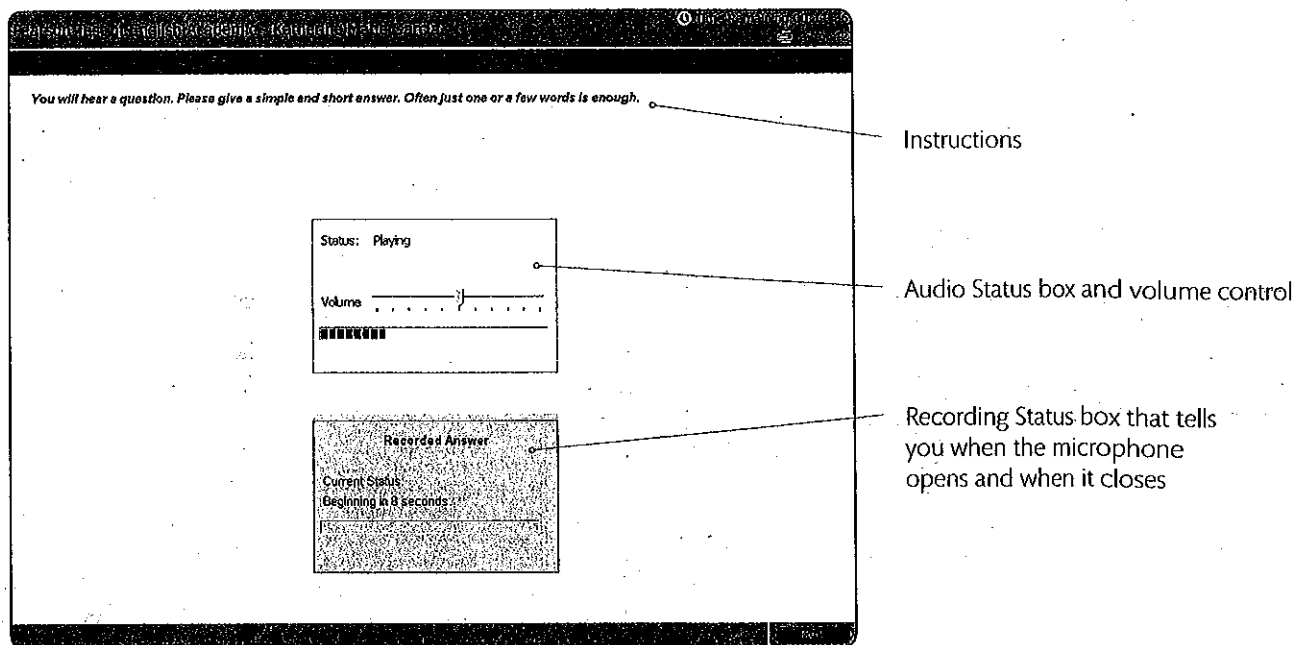 You will hear a question. Please give a simple and short answer. Often just one or a few words is enough.
Instructions
Status: Playing
Audio Status box and volume control
Volume
Recording Status box that tells
you when the microphone
opens and when it closes
Recorded Answer
Current Status:
Beginning in 8 seconds